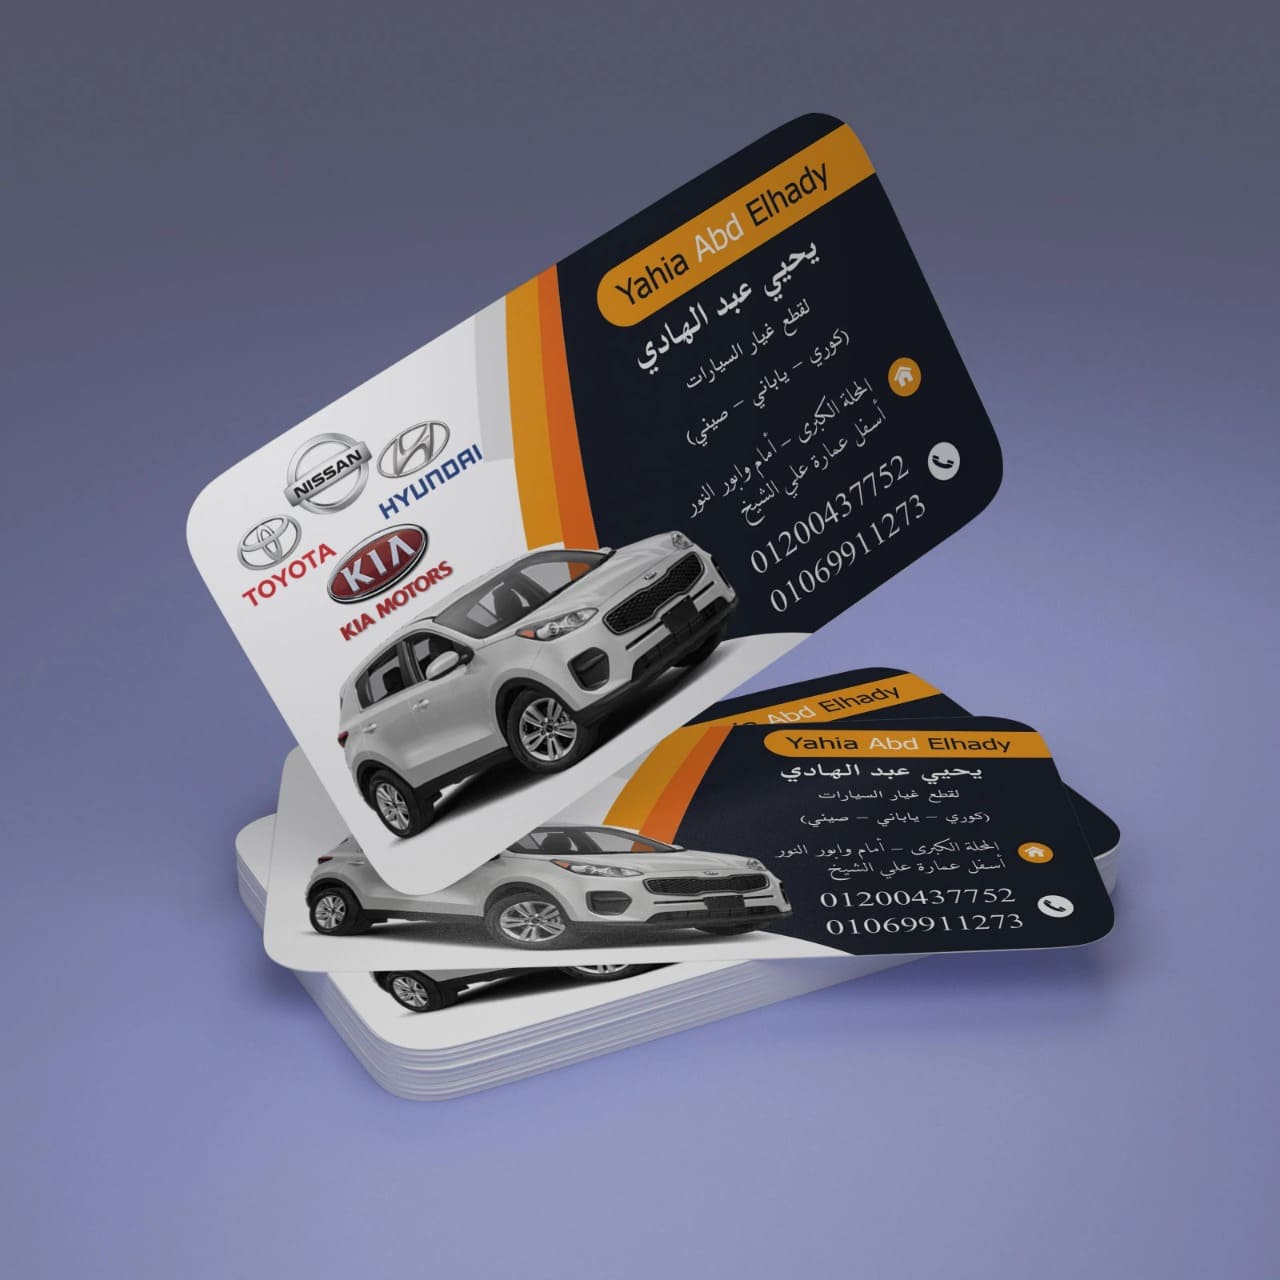 Yahia Abd Elhady
يحيي عبد الهادي
لقطع غيار السيارات
(كوري - ياباني - صيني)
المحلة الكبرى - أمام وابور النور
أسفل عمارة علي الشيخ
01200437752
01069911273
NISSAN
HYUNDAI
TOYOTA
KIA
KIA MOTORS
Abd Elhady
Yahia Abd Elhady
يحيي عبد الهادي
لقطع غيار السيارات
(كوري - ياباني - صيني)
المحلة الكبرى - أمام وابور النور
أسفل عمارة علي الشيخ
01200437752
01069911273